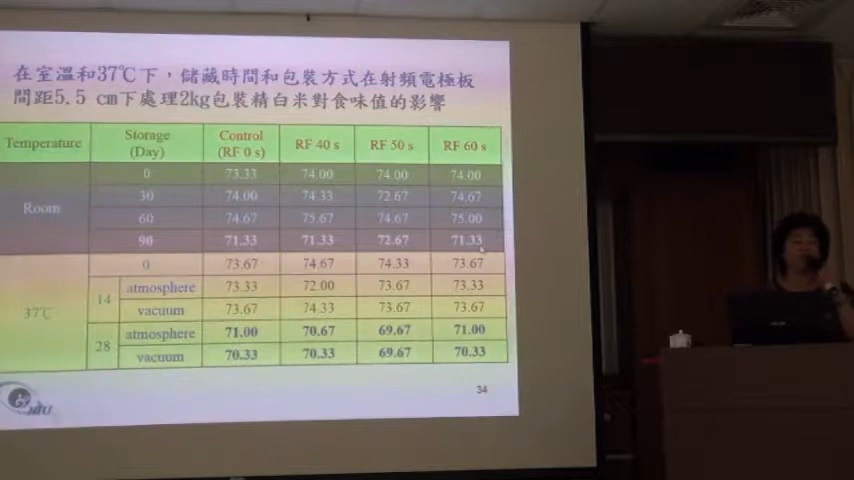 在室溫和37℃下，儲藏時間和包裝方式在射頻電極板
間距5.5 cm下處理2kg包裝精白米對食味值的影響
Temperature Storage (Day) Control (RF 0 s) RF 40 s RF 50 s RF 60 s
Room
0 73.33 74.00 74.00 74.00
30 74.00 74.33 72.67 74.67
60 74.67 75.67 74.67 75.00
90 71.33 71.33 72.67 71.33
37℃
0 73.67 74.67 74.33 73.67
14 atmosphere 73.33 72.00 73.67 73.33
vacuum 73.67 74.33 73.67 73.67
28 atmosphere 71.00 70.67 69.67 71.00
vacuum 70.33 70.33 69.67 70.33
34
NIU